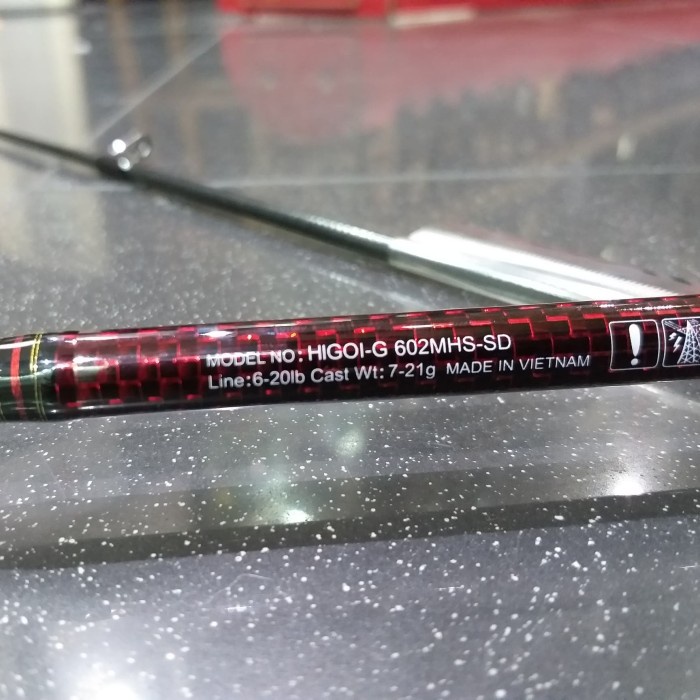 MODEL NO: HIGOI-G 602MHS-SD
Line:6-20lb Cast Wt: 7-21g MADE IN VIETNAM